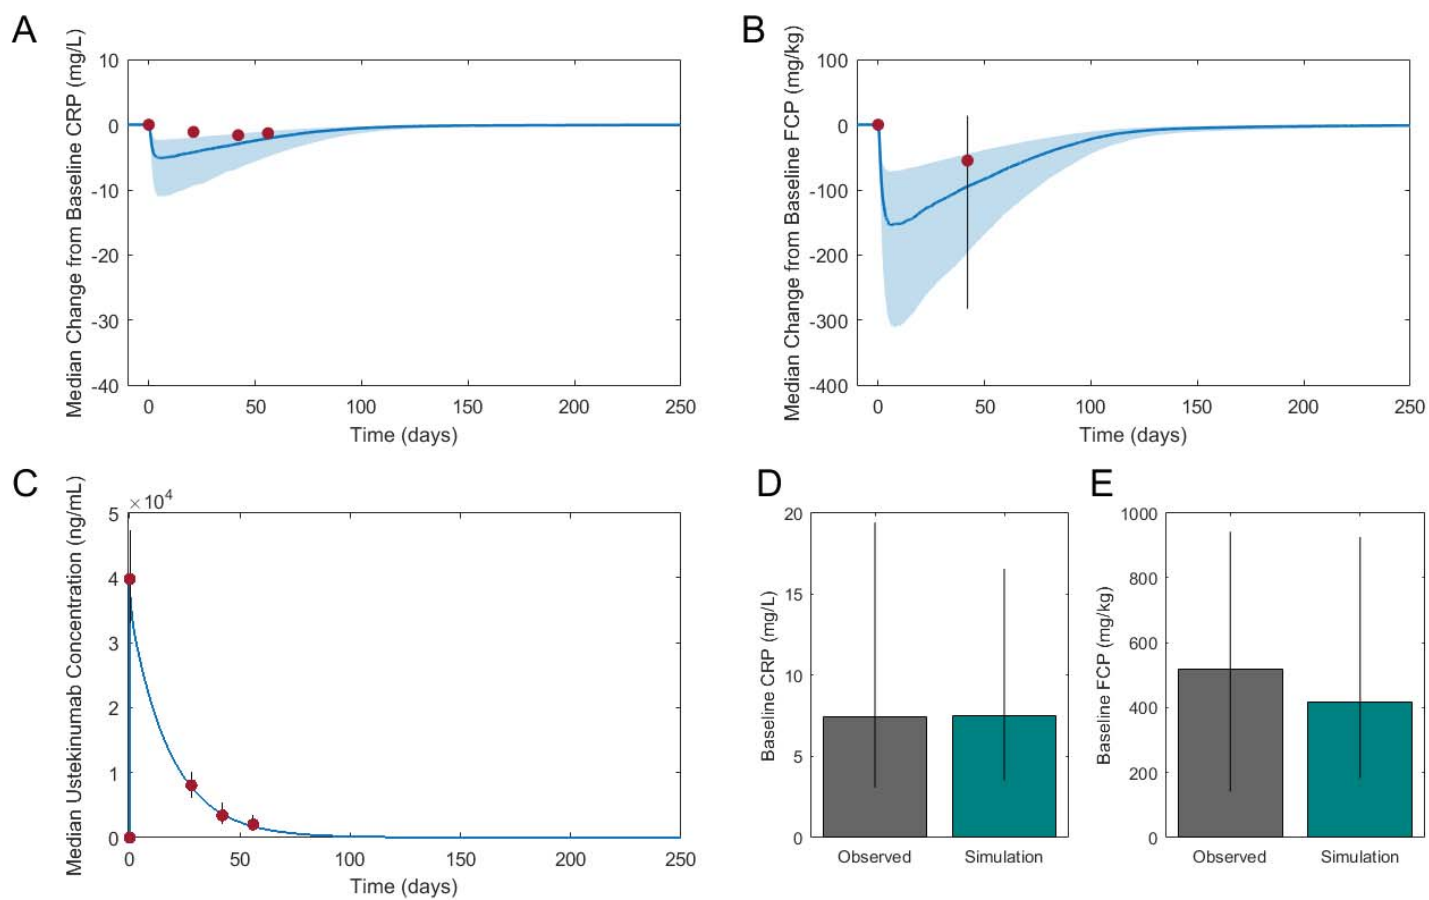 A
Median Change from Baseline CRP (mg/L)
10
0
-10
-20
-30
-40
0 50 100 150 200 250
Time (days)
B
Median Change from Baseline FCP (mg/kg)
100
0
-100
-200
-300
-400
0 50 100 150 200 250
Time (days)
C
Median Ustekinumab Concentration (ng/mL)
×10⁴
5
4
3
2
1
0
0 50 100 150 200 250
Time (days)
D
Baseline CRP (mg/L)
20
15
10
5
0
Observed Simulation
E
Baseline FCP (mg/kg)
1000
800
600
400
200
0
Observed Simulation